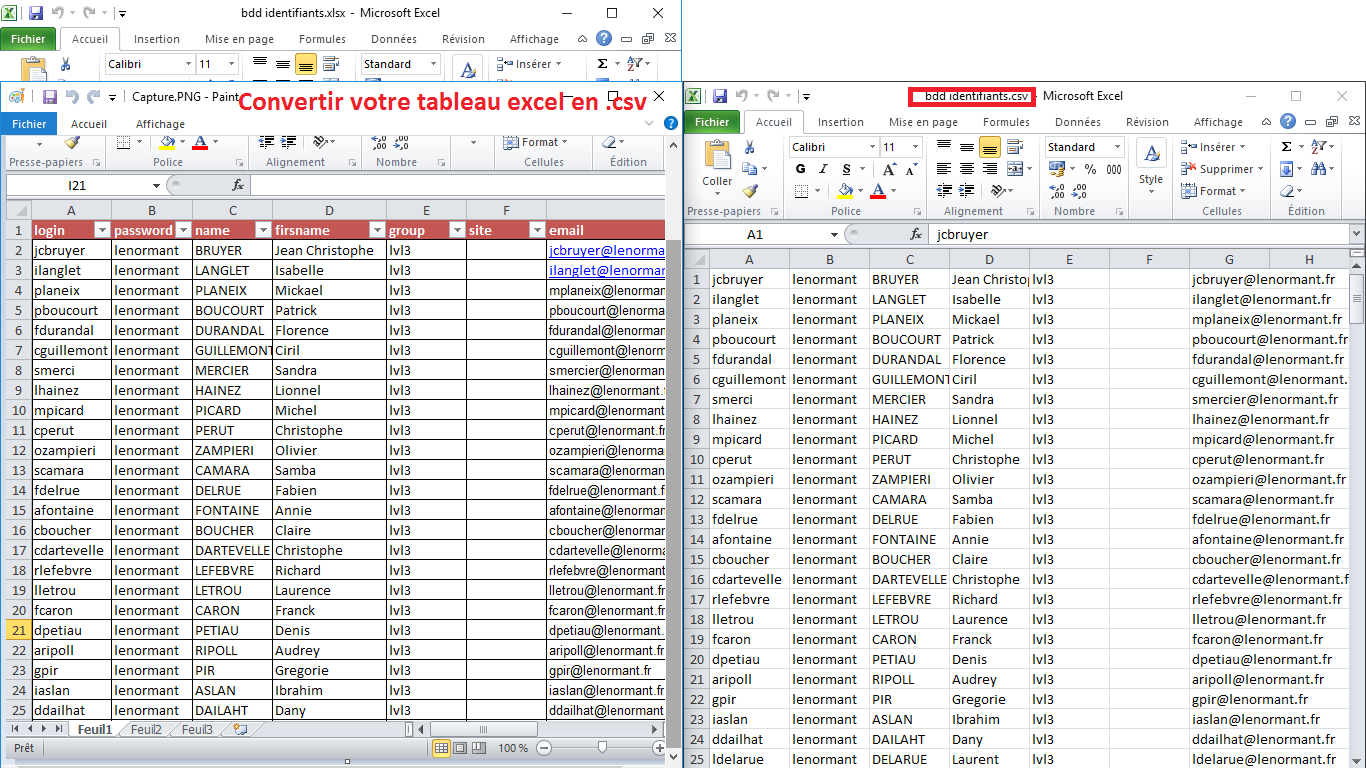 bdd identifiants.xlsx - Microsoft Excel
Fichier Accueil Insertion Mise en page Formules Données Révision Affichage
Calibri 11 Standard Insérer
Capture.PNG - Paint
Convertir votre tableau excel en .csv
Fichier Accueil Affichage
Format
Presse-papiers Police Alignement Nombre Cellules Édition
I21 fx
A B C D E F
1 login password name firsname group site email
2 jcbruyer lenormant BRUYER Jean Christophe lvl3 jcbruyer@lenorma
3 ilanglet lenormant LANGLET Isabelle lvl3 ilanglet@lenorman
4 planeix lenormant PLANEIX Mickael lvl3 mplaneix@lenorman
5 pboucourt lenormant BOUCOURT Patrick lvl3 pboucourt@lenorma
6 fdurandal lenormant DURANDAL Florence lvl3 fdurandal@lenorman
7 cguillemont lenormant GUILLEMONT Ciril lvl3 cguillemont@lenorm
8 smerci lenormant MERCIER Sandra lvl3 smercier@lenorman
9 lhainez lenormant HAINEZ Lionnel lvl3 lhainez@lenormant.f
10 mpicard lenormant PICARD Michel lvl3 mpicard@lenormant
11 cperut lenormant PERUT Christophe lvl3 cperut@lenormant.fr
12 ozampieri lenormant ZAMPIERI Olivier lvl3 ozampieri@lenorman
13 scamara lenormant CAMARA Samba lvl3 scamara@lenormant
14 fdelrue lenormant DELRUE Fabien lvl3 fdelrue@lenormant.f
15 afontaine lenormant FONTAINE Annie lvl3 afontaine@lenorman
16 cboucher lenormant BOUCHER Claire lvl3 cboucher@lenorman
17 cdartevelle lenormant DARTEVELLE Christophe lvl3 cdartevelle@lenorma
18 rlefebvre lenormant LEFEBVRE Richard lvl3 rlefebvre@lenorman
19 lletrou lenormant LETROU Laurence lvl3 lletrou@lenormant.fr
20 fcaron lenormant CARON Franck lvl3 fcaron@lenormant.fr
21 dpetiau lenormant PETIAU Denis lvl3 dpetiau@lenormant.
22 aripoll lenormant RIPOLL Audrey lvl3 aripoll@lenormant.fr
23 gpir lenormant PIR Gregorie lvl3 gpir@lenormant.fr
24 iaslan lenormant ASLAN Ibrahim lvl3 iaslan@lenormant.fr
25 ddailhat lenormant DAILAHT Dany lvl3 ddailhat@lenormant
Feuil1 Feuil2 Feuil3
Prêt 100 %
bdd identifiants.csv - Microsoft Excel
Fichier Accueil Insertion Mise en page Formules Données Révision Affichage
Coller Calibri 11 Standard Style Insérer
G I S % 000 Supprimer
Format
Presse-papiers Police Alignement Nombre Cellules Édition
A1 fx jcbruyer
A B C D E F G H
1 jcbruyer lenormant BRUYER Jean Christop lvl3 jcbruyer@lenormant.fr
2 ilanglet lenormant LANGLET Isabelle lvl3 ilanglet@lenormant.fr
3 planeix lenormant PLANEIX Mickael lvl3 mplaneix@lenormant.fr
4 pboucourt lenormant BOUCOURT Patrick lvl3 pboucourt@lenormant.fr
5 fdurandal lenormant DURANDAL Florence lvl3 fdurandal@lenormant.fr
6 cguillemont lenormant GUILLEMONT Ciril lvl3 cguillemont@lenormant.
7 smerci lenormant MERCIER Sandra lvl3 smercier@lenormant.fr
8 lhainez lenormant HAINEZ Lionnel lvl3 lhainez@lenormant.fr
9 mpicard lenormant PICARD Michel lvl3 mpicard@lenormant.fr
10 cperut lenormant PERUT Christophe lvl3 cperut@lenormant.fr
11 ozampieri lenormant ZAMPIERI Olivier lvl3 ozampieri@lenormant.fr
12 scamara lenormant CAMARA Samba lvl3 scamara@lenormant.fr
13 fdelrue lenormant DELRUE Fabien lvl3 fdelrue@lenormant.fr
14 afontaine lenormant FONTAINE Annie lvl3 afontaine@lenormant.fr
15 cboucher lenormant BOUCHER Claire lvl3 cboucher@lenormant.fr
16 cdartevelle lenormant DARTEVELLE Christophe lvl3 cdartevelle@lenormant.f
17 rlefebvre lenormant LEFEBVRE Richard lvl3 rlefebvre@lenormant.fr
18 lletrou lenormant LETROU Laurence lvl3 lletrou@lenormant.fr
19 fcaron lenormant CARON Franck lvl3 fcaron@lenormant.fr
20 dpetiau lenormant PETIAU Denis lvl3 dpetiau@lenormant.fr
21 aripoll lenormant RIPOLL Audrey lvl3 aripoll@lenormant.fr
22 gpir lenormant PIR Gregorie lvl3 gpir@lenormant.fr
23 iaslan lenormant ASLAN Ibrahim lvl3 iaslan@lenormant.fr
24 ddailhat lenormant DAILAHT Dany lvl3 ddailhat@lenormant.fr
25 ldelarue lenormant DELARUE Laurent lvl3 ldelarue@lenormant.fr